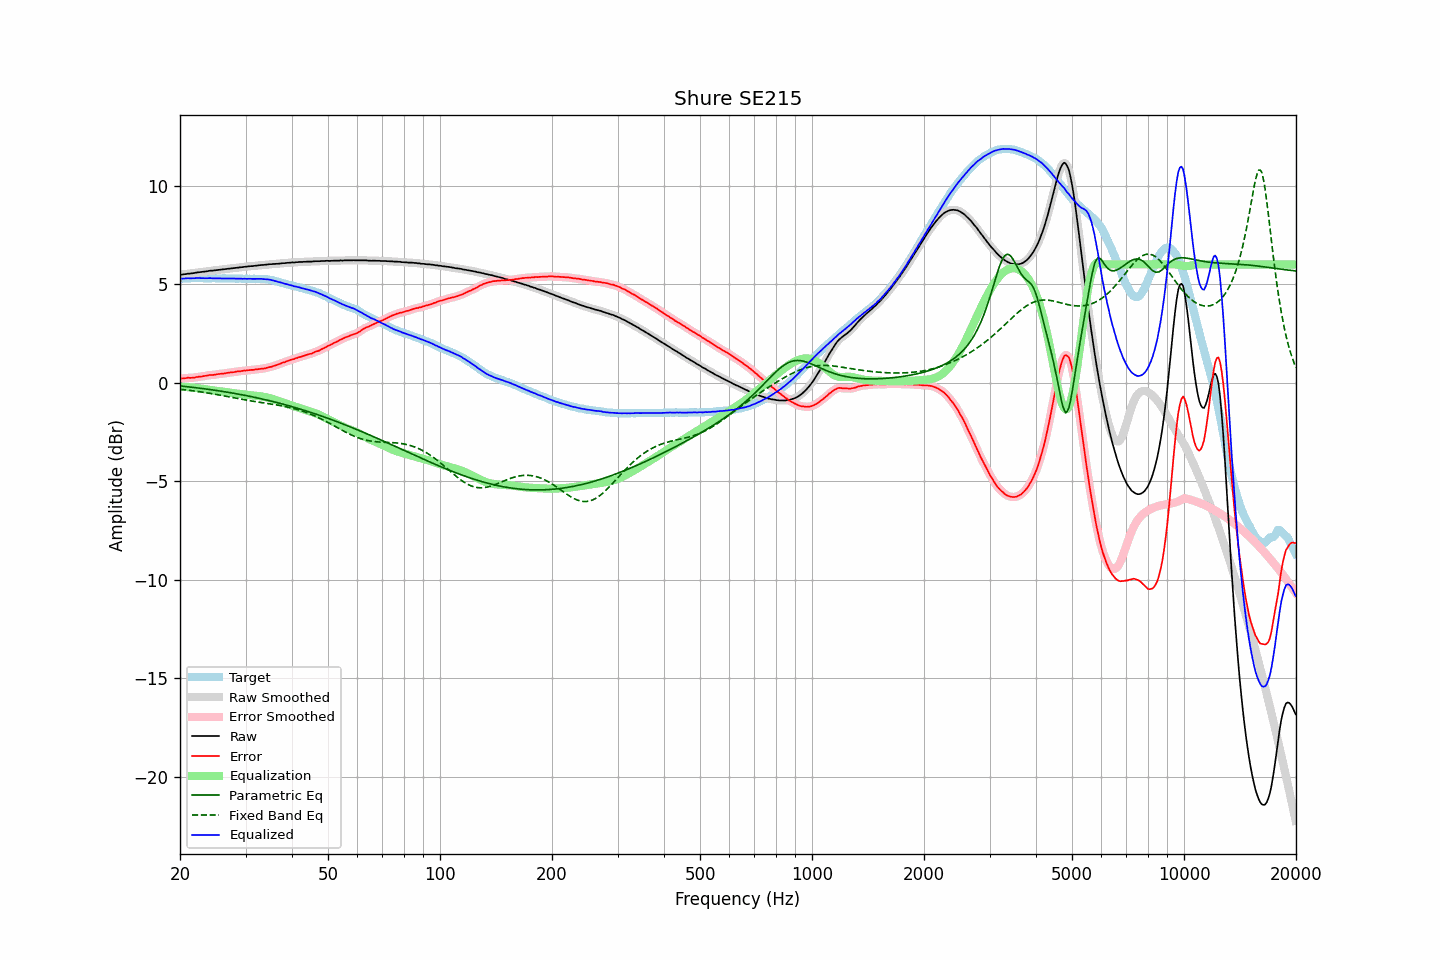 Shure SE215
Amplitude (dBr)
10
5
0
−5
−10
−15
−20
Target
Raw Smoothed
Error Smoothed
Raw
Error
Equalization
Parametric Eq
Fixed Band Eq
Equalized
20 50 100 200 500 1000 2000 5000 10000 20000
Frequency (Hz)